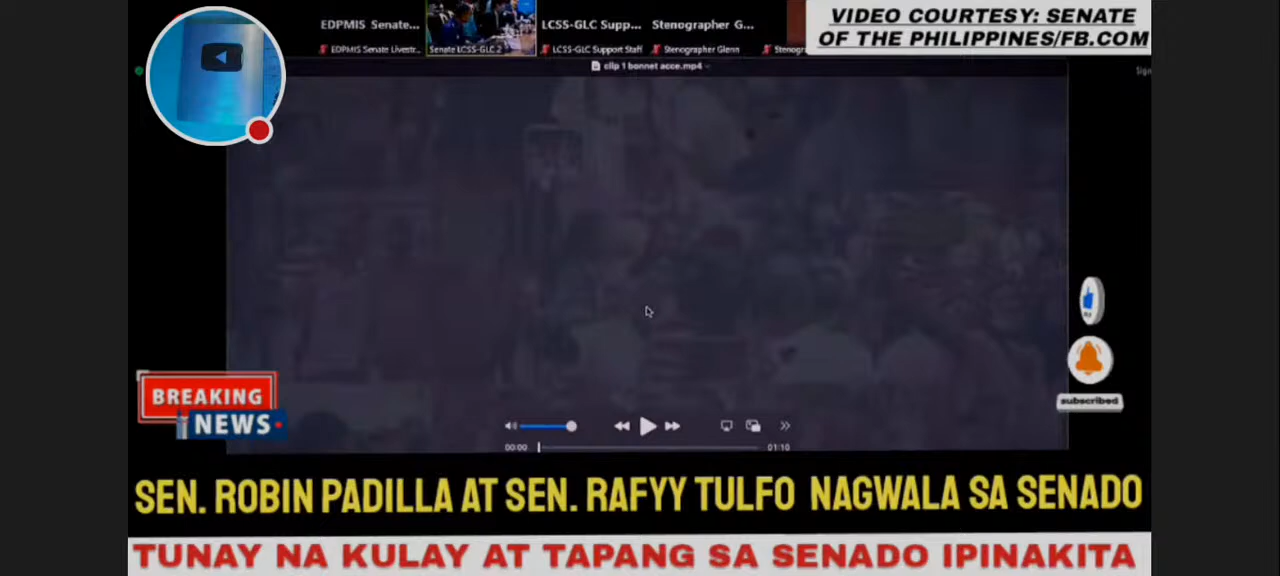 EDPMIS Senate...
LCSS-GLC Supp...
Stenographer G...
EDPMIS Senate Livestr...
Senate LCSS-GLC 2
LCSS-GLC Support Staff
Stenographer Glenn
Stenogr
VIDEO COURTESY: SENATE
OF THE PHILIPPINES/FB.COM
clip 1 bonnet acce.mp4
Sign
BREAKING
NEWS
subscribed
00:00
01:10
SEN. ROBIN PADILLA AT SEN. RAFYY TULFO NAGWALA SA SENADO
TUNAY NA KULAY AT TAPANG SA SENADO IPINAKITA